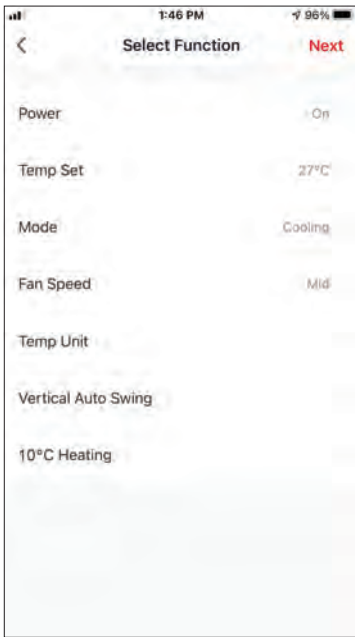 1:46 PM 96%
Select Function Next
Power On
Temp Set 27°C
Mode Cooling
Fan Speed Mid
Temp Unit
Vertical Auto Swing
10°C Heating